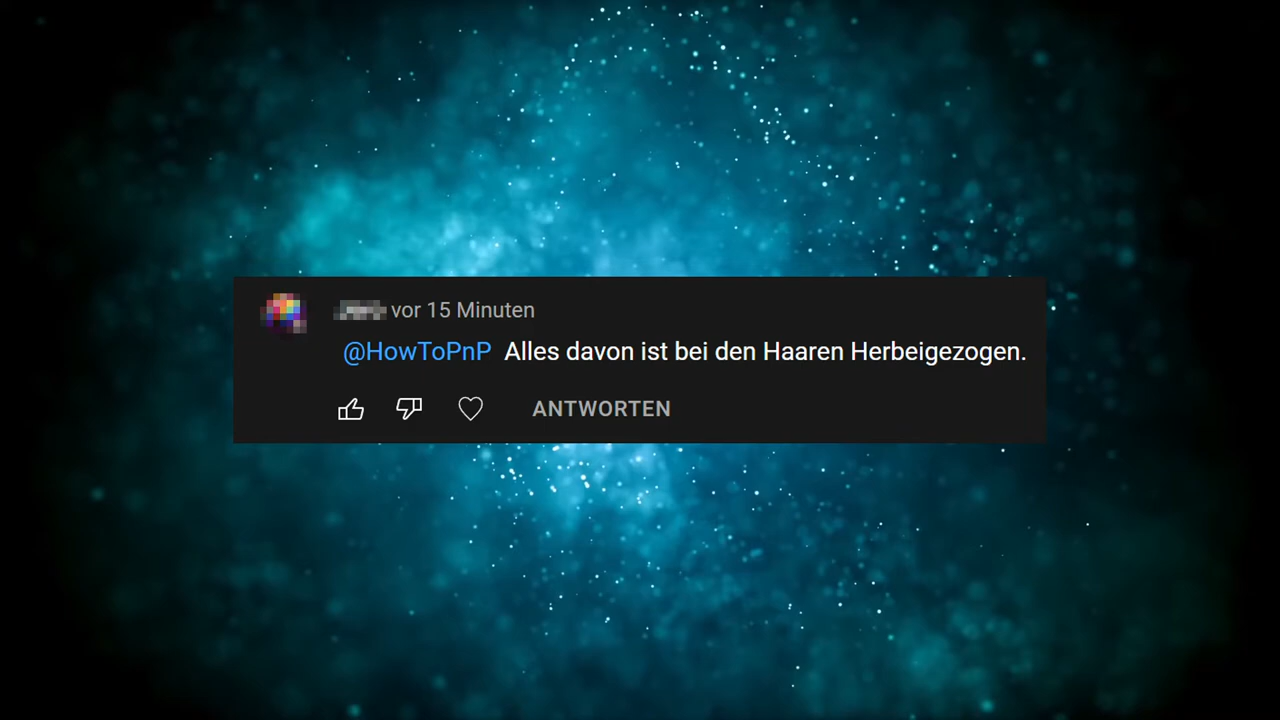 vor 15 Minuten
@HowToPnP Alles davon ist bei den Haaren Herbeigezogen.
ANTWORTEN